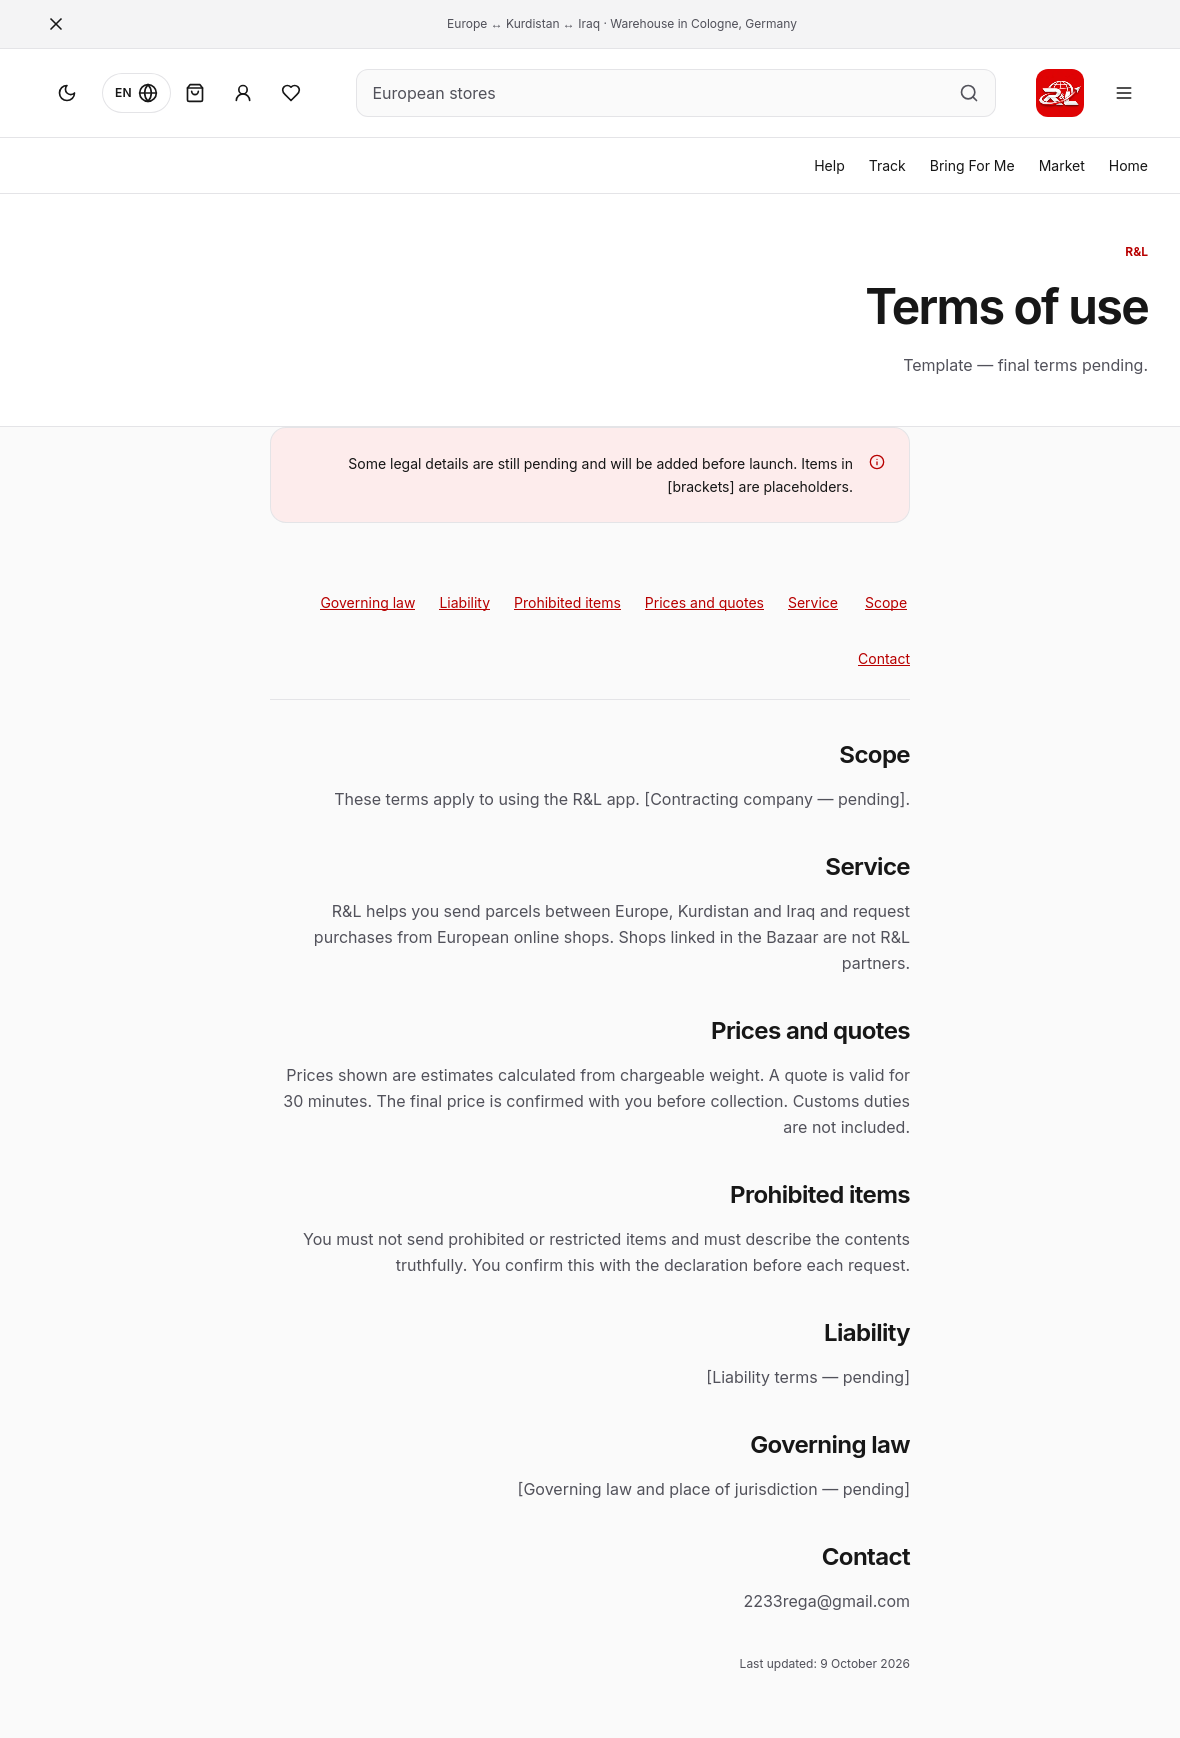 Europe ↔ Kurdistan ↔ Iraq · Warehouse in Cologne, Germany
EN
European stores
R&L
Help
Track
Bring For Me
Market
Home
R&L
Terms of use
Template — final terms pending.
Some legal details are still pending and will be added before launch. Items in
[brackets] are placeholders.
Governing law
Liability
Prohibited items
Prices and quotes
Service
Scope
Contact
Scope
These terms apply to using the R&L app. [Contracting company — pending].
Service
R&L helps you send parcels between Europe, Kurdistan and Iraq and request
purchases from European online shops. Shops linked in the Bazaar are not R&L
partners.
Prices and quotes
Prices shown are estimates calculated from chargeable weight. A quote is valid for
30 minutes. The final price is confirmed with you before collection. Customs duties
are not included.
Prohibited items
You must not send prohibited or restricted items and must describe the contents
truthfully. You confirm this with the declaration before each request.
Liability
[Liability terms — pending]
Governing law
[Governing law and place of jurisdiction — pending]
Contact
2233rega@gmail.com
Last updated: 9 October 2026